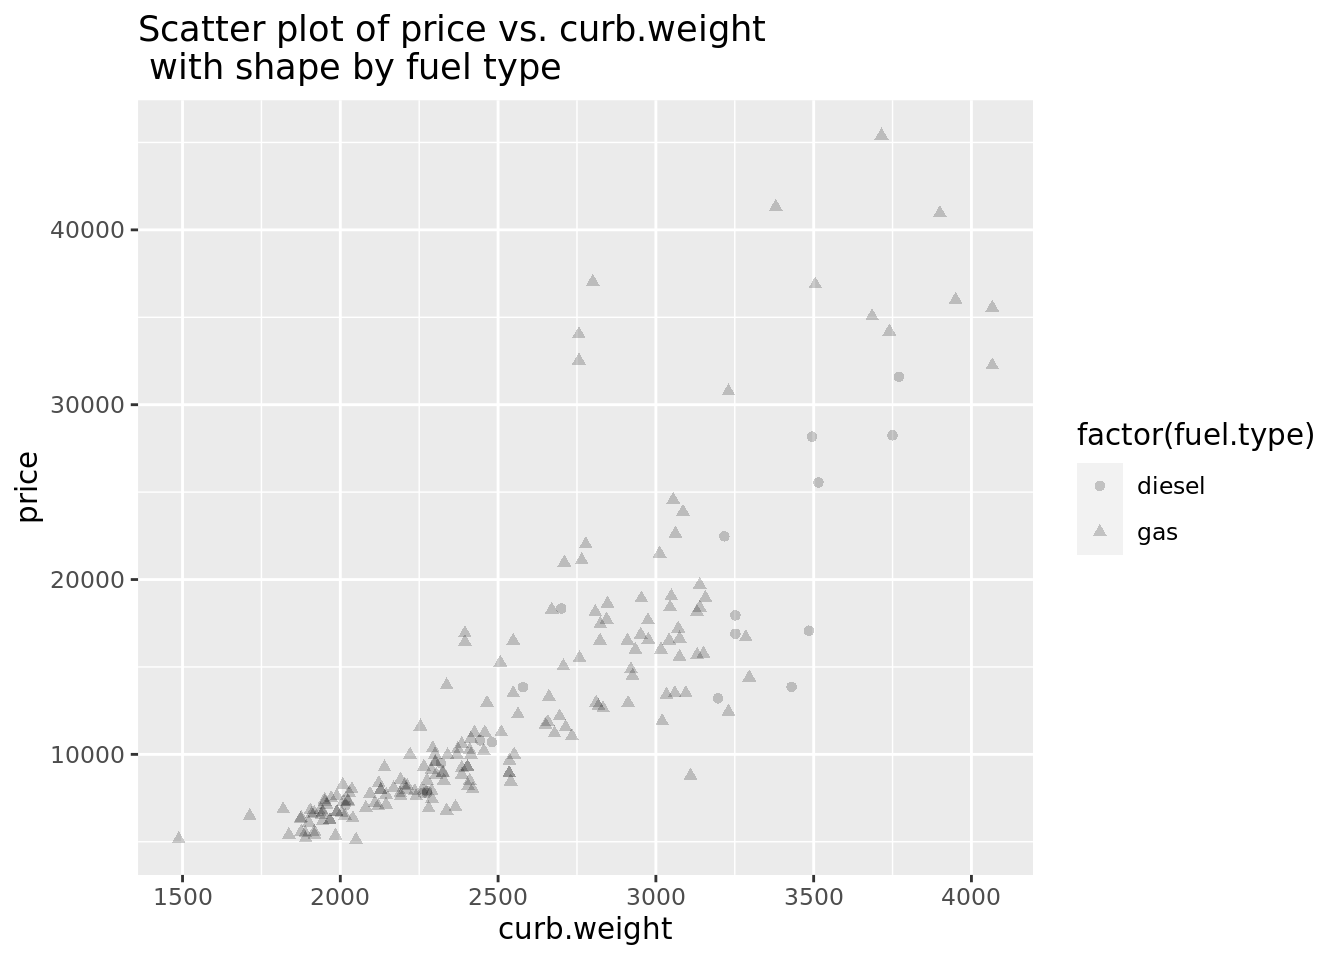 Scatter plot of price vs. curb.weight
with shape by fuel type
40000
30000
20000
10000
price
1500 2000 2500 3000 3500 4000
curb.weight
factor(fuel.type)
diesel
gas